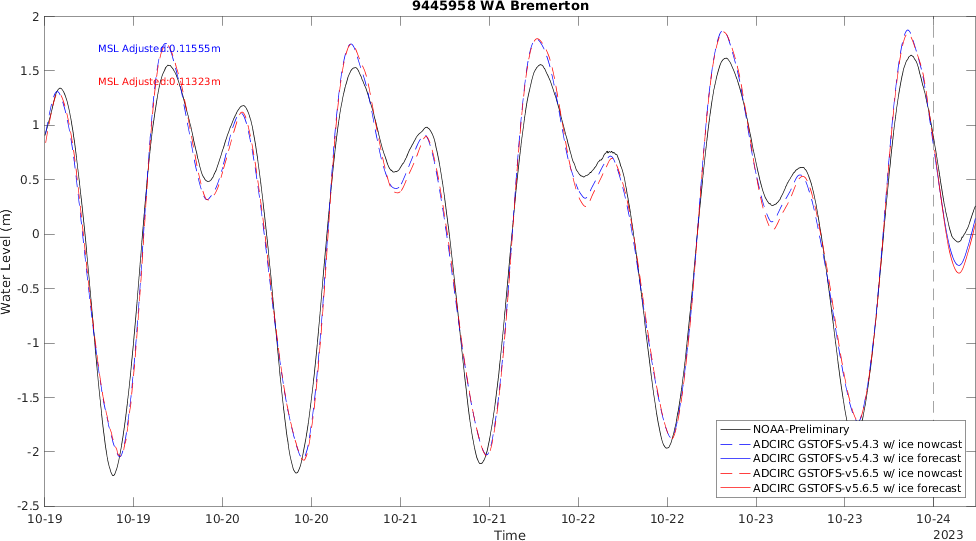 9445958 WA Bremerton
MSL Adjusted:0.11555m
MSL Adjusted:0.11323m
Water Level (m)
2
1.5
1
0.5
0
-0.5
-1
-1.5
-2
-2.5
NOAA-Preliminary
ADCIRC GSTOFS-v5.4.3 w/ ice nowcast
ADCIRC GSTOFS-v5.4.3 w/ ice forecast
ADCIRC GSTOFS-v5.6.5 w/ ice nowcast
ADCIRC GSTOFS-v5.6.5 w/ ice forecast
10-19 10-19 10-20 10-20 10-21 10-21 10-22 10-22 10-23 10-23 10-24
Time
2023